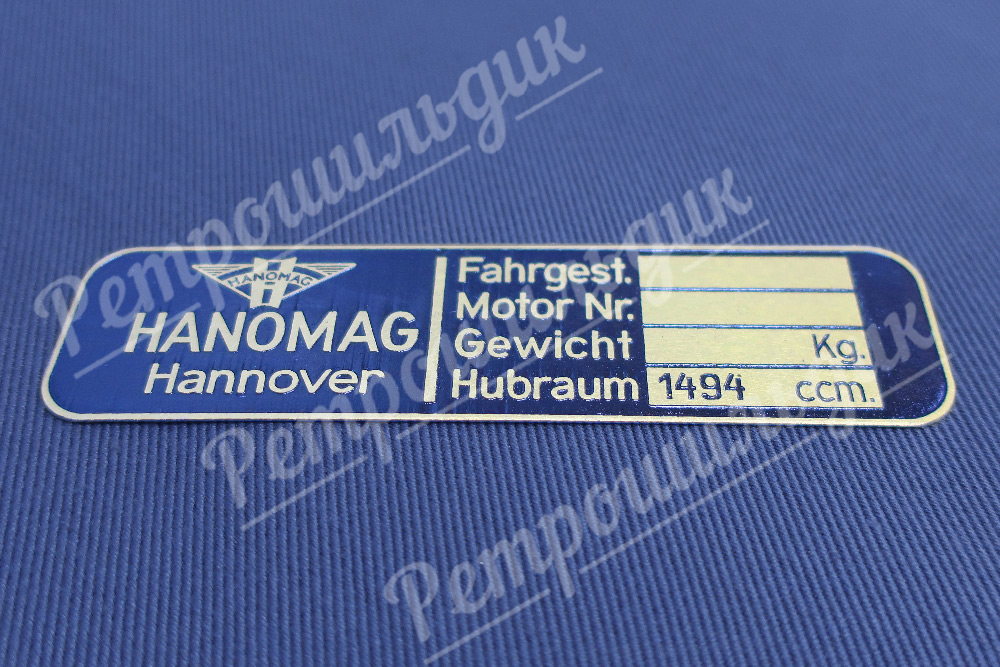 HANOMAG
HANOMAG
Hannover
Fahrgest.
Motor Nr.
Gewicht Kg.
Hubraum 1494 ccm.
Ретрошильдик
Ретрошильдик
Ретрошильдик
Ретрошильдик